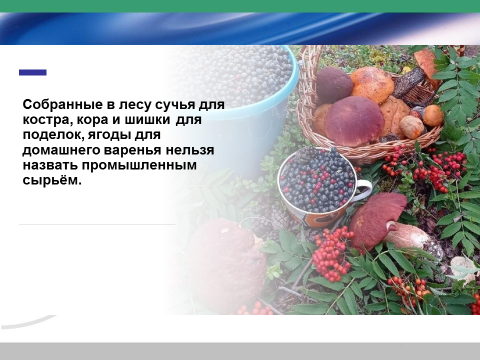 Собранные в лесу сучья для
костра, кора и шишки для
поделок, ягоды для
домашнего варенья нельзя
назвать промышленным
сырьём.